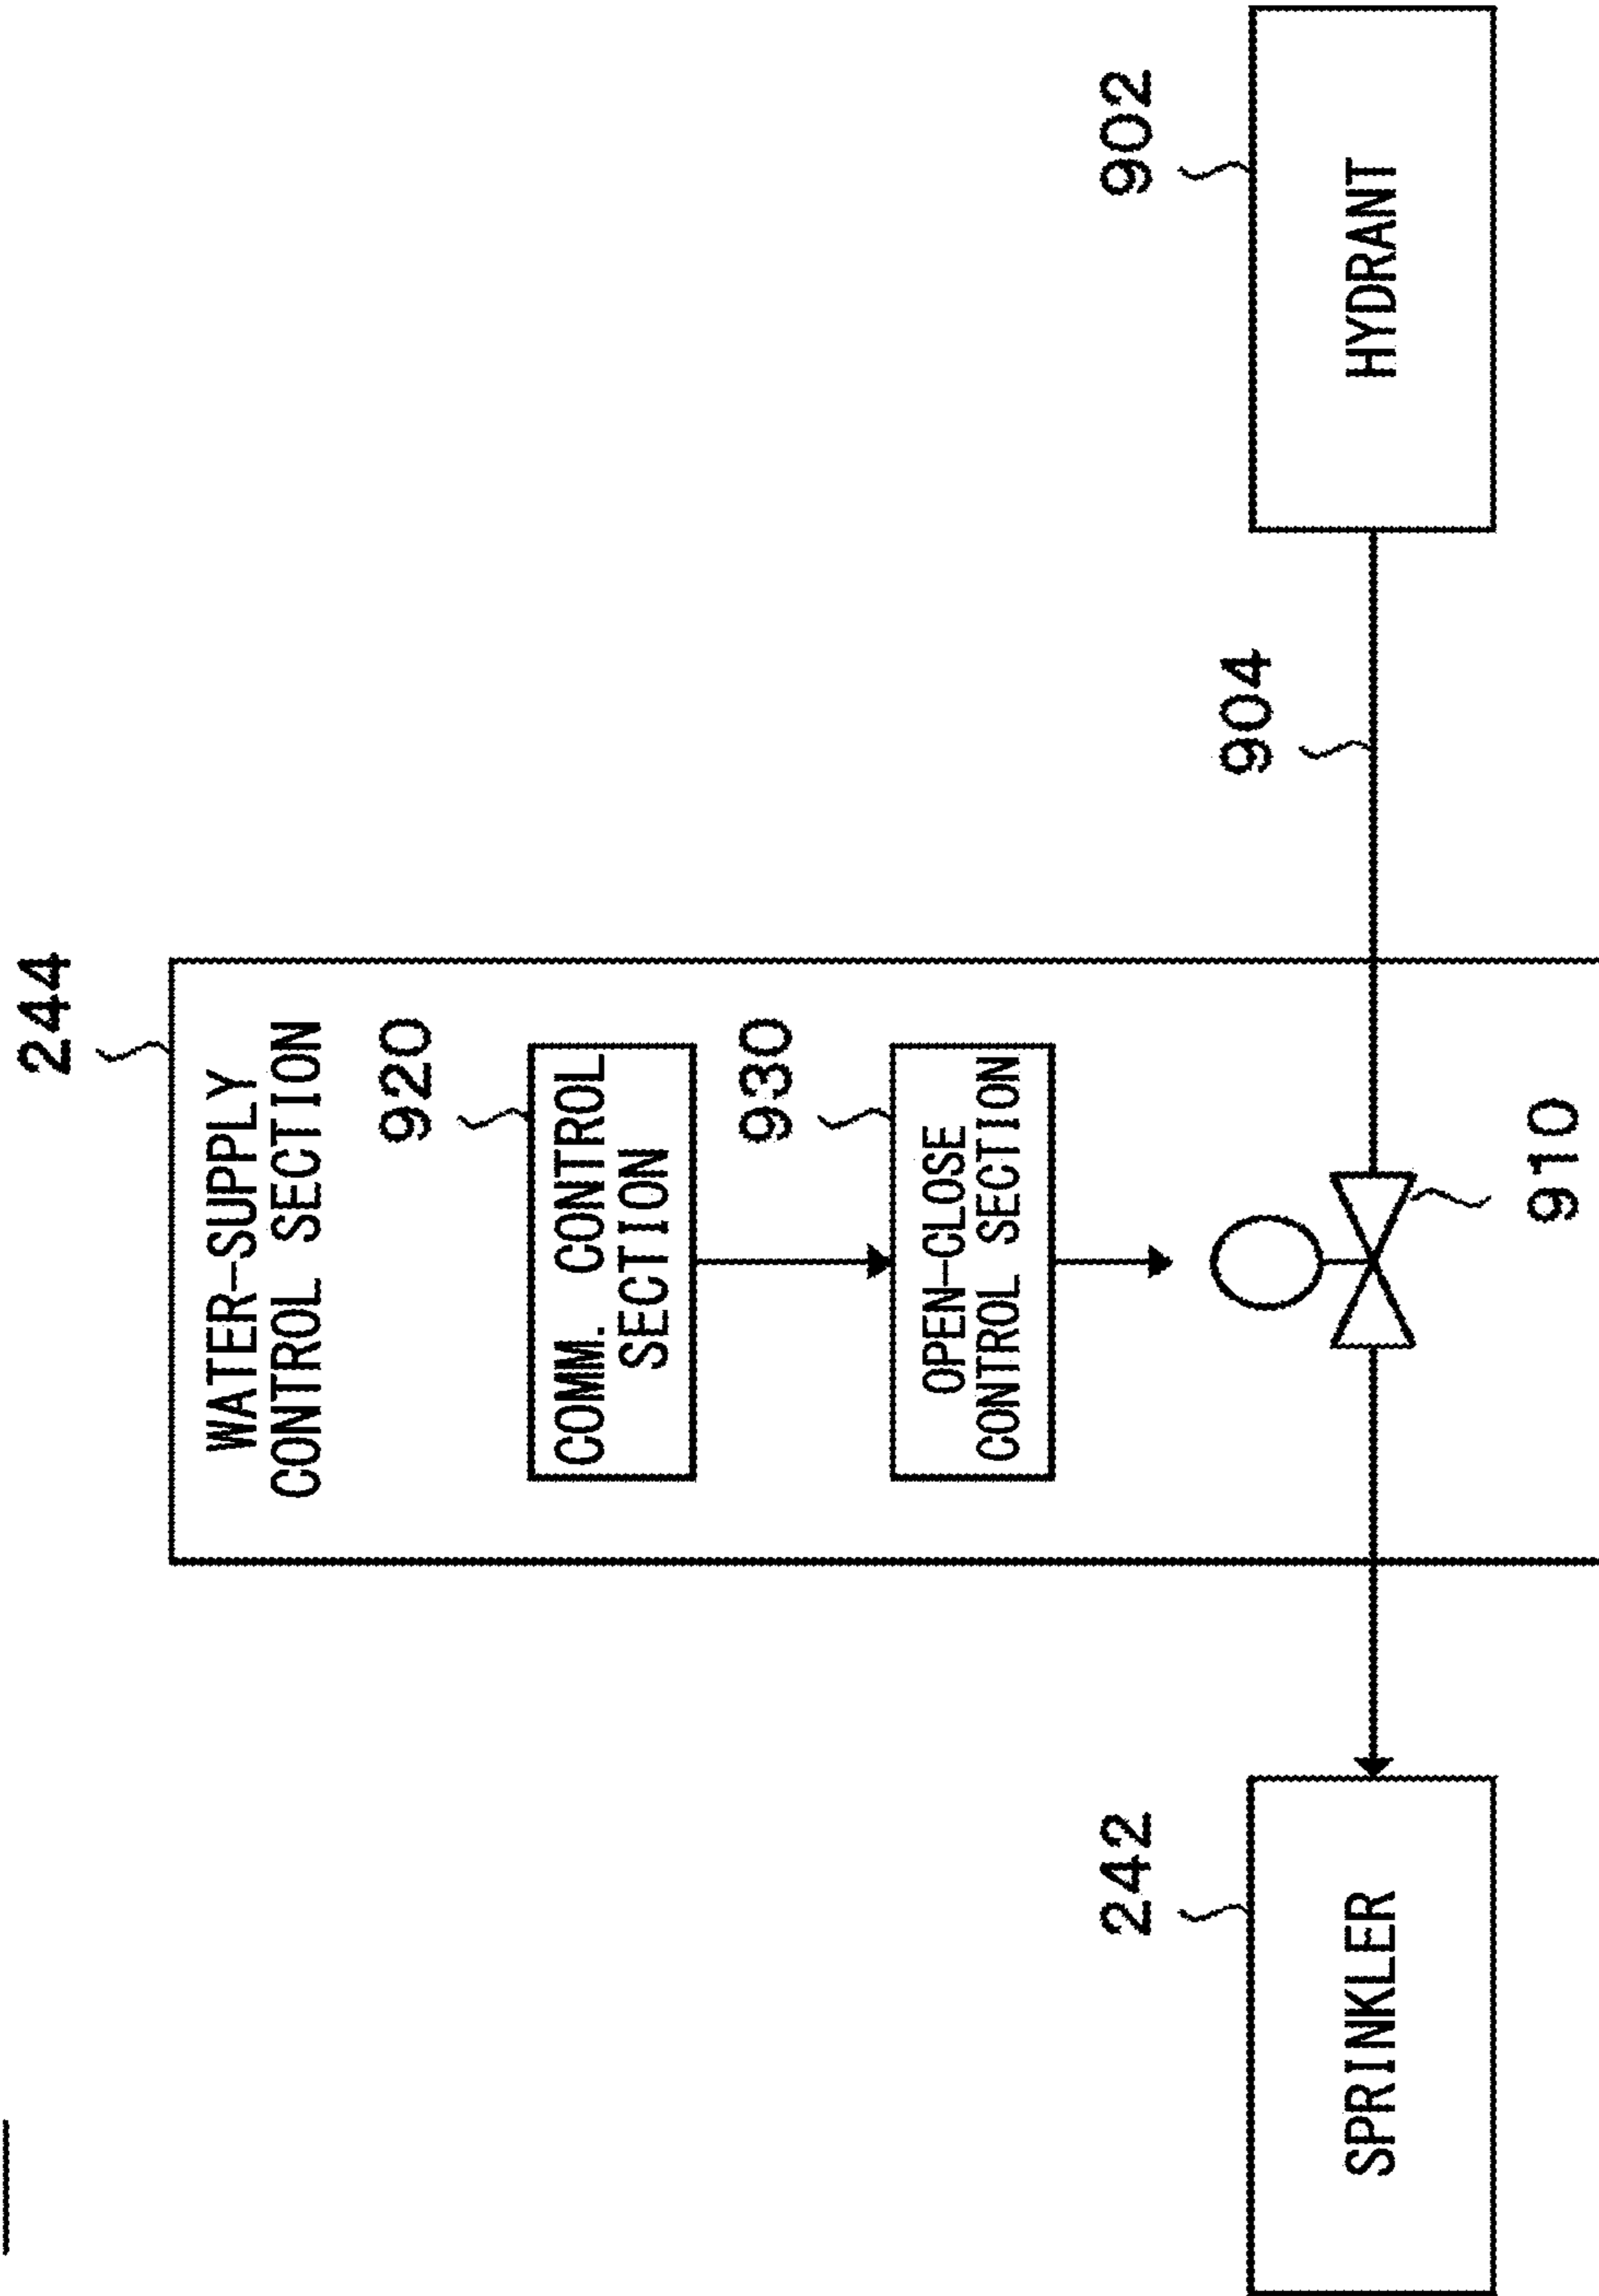 244
WATER-SUPPLY
CONTROL SECTION
920
COMM. CONTROL
SECTION
930
OPEN-CLOSE
CONTROL SECTION
242
SPRINKLER
910
904
902
HYDRANT